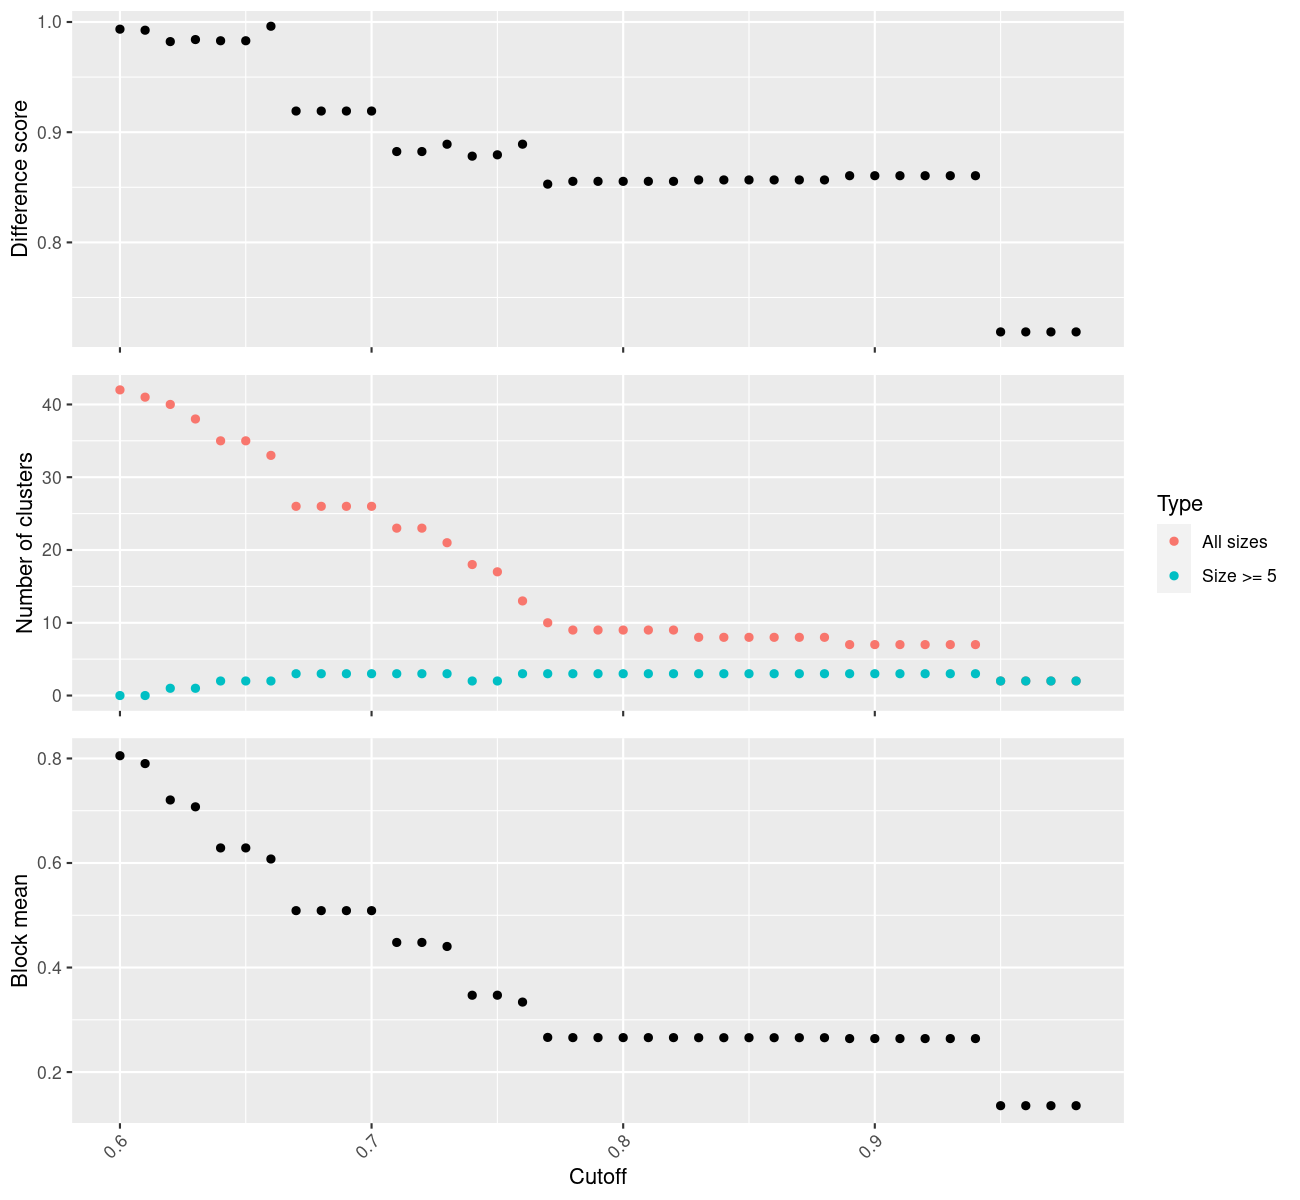 Difference score
1.0
0.9
0.8
Number of clusters
40
30
20
10
0
Type
All sizes
Size >= 5
Block mean
0.8
0.6
0.4
0.2
0.6
0.7
0.8
0.9
Cutoff